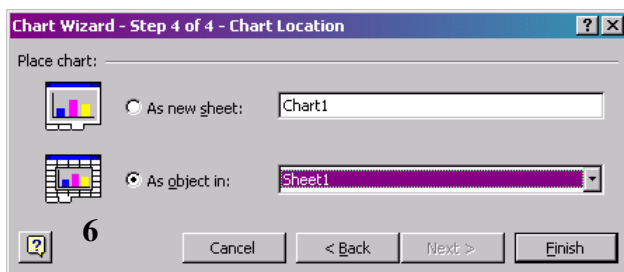 Chart Wizard - Step 4 of 4 - Chart Location
Place chart:
As new sheet: Chart1
As object in: Sheet1
6
Cancel < Back Next > Finish